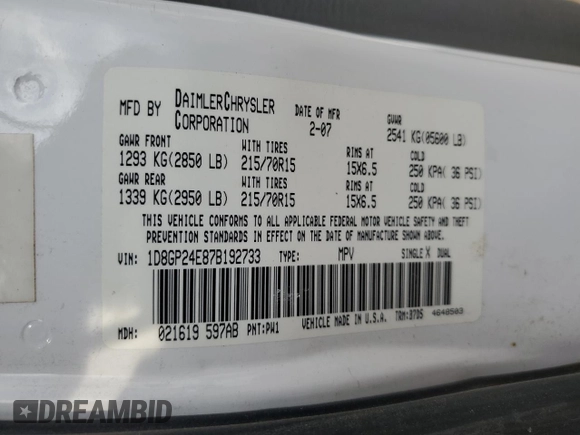 MFD BY DAIMLERCHRYSLER CORPORATION DATE OF MFR 2-07 GVWR 2541 KG(05600 LB)
GAWR FRONT WITH TIRES RIMS AT COLD
1293 KG(2850 LB) 215/70R15 15X6.5 250 KPA( 36 PSI)
GAWR REAR WITH TIRES RIMS AT COLD
1339 KG(2950 LB) 215/70R15 15X6.5 250 KPA( 36 PSI)
THIS VEHICLE CONFORMS TO ALL APPLICABLE FEDERAL MOTOR VEHICLE SAFETY AND THEFT
PREVENTION STANDARDS IN EFFECT ON THE DATE OF MANUFACTURE SHOWN ABOVE.
VIN: 1D8GP24E87B192733 TYPE: MPV SINGLE X DUAL
MDH: 021619 597AB PNT:PW1 VEHICLE MADE IN U.S.A. TRM:37D5 4648503
DREAMBID